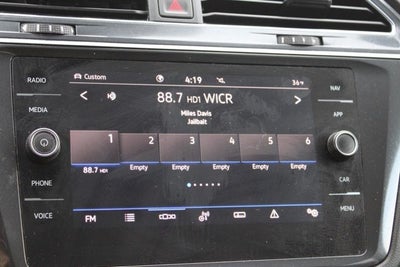 RADIO
MEDIA
PHONE
VOICE
Custom 4:19 36°F
88.7 HD1 WICR
Miles Davis
Jailbait
1 2 3 4 5 6
88.7 HD1 Empty Empty Empty Empty Empty
FM
NAV
APP
CAR
MENU